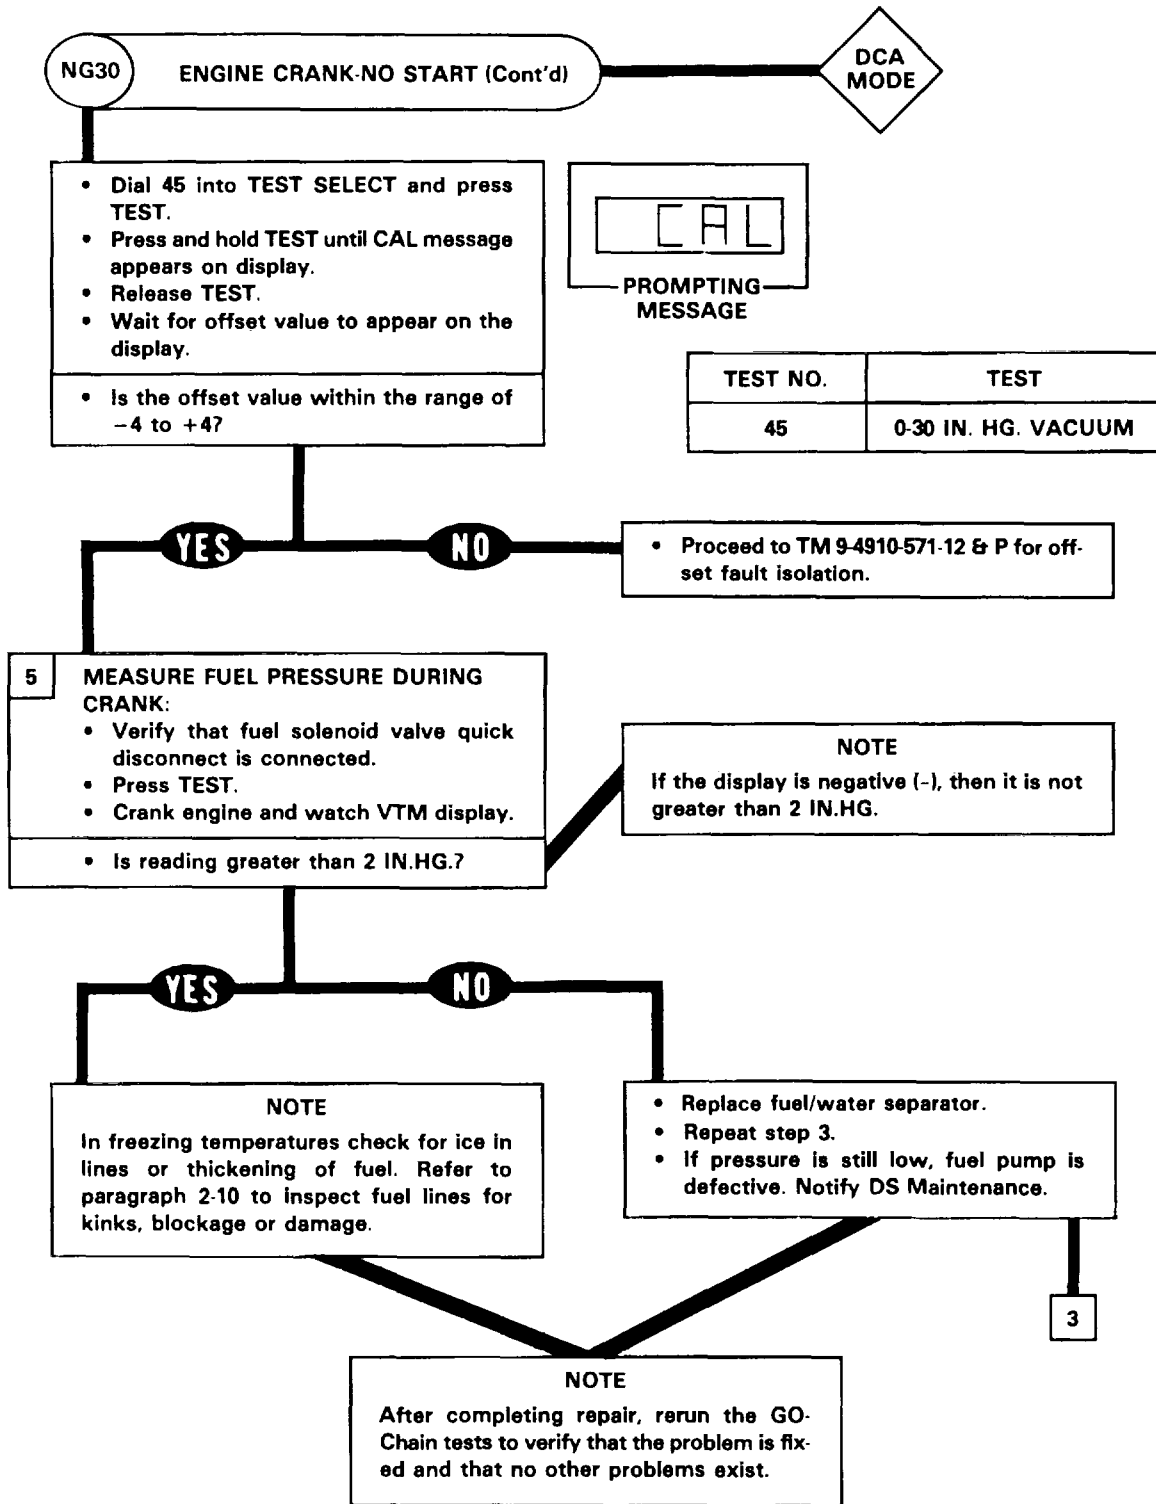 NG30
ENGINE CRANK-NO START (Cont'd)
DCA
MODE
• Dial 45 into TEST SELECT and press
TEST.
• Press and hold TEST until CAL message
appears on display.
• Release TEST.
• Wait for offset value to appear on the
display.
• Is the offset value within the range of
−4 to +4?
CAL
PROMPTING
MESSAGE
TEST NO. TEST
45 0-30 IN. HG. VACUUM
YES
NO
• Proceed to TM 9-4910-571-12 & P for off-
set fault isolation.
5 MEASURE FUEL PRESSURE DURING
CRANK:
• Verify that fuel solenoid valve quick
disconnect is connected.
• Press TEST.
• Crank engine and watch VTM display.
• Is reading greater than 2 IN.HG.?
NOTE
If the display is negative (-), then it is not
greater than 2 IN.HG.
YES
NO
NOTE
In freezing temperatures check for ice in
lines or thickening of fuel. Refer to
paragraph 2-10 to inspect fuel lines for
kinks, blockage or damage.
• Replace fuel/water separator.
• Repeat step 3.
• If pressure is still low, fuel pump is
defective. Notify DS Maintenance.
3
NOTE
After completing repair, rerun the GO-
Chain tests to verify that the problem is fix-
ed and that no other problems exist.